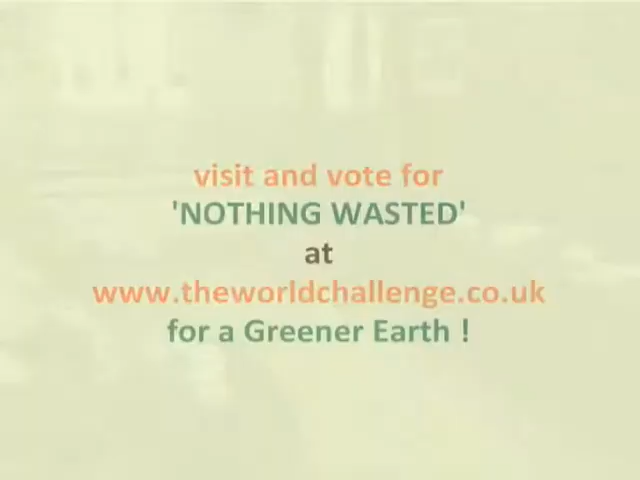 visit and vote for
'NOTHING WASTED'
at
www.theworldchallenge.co.uk
for a Greener Earth !